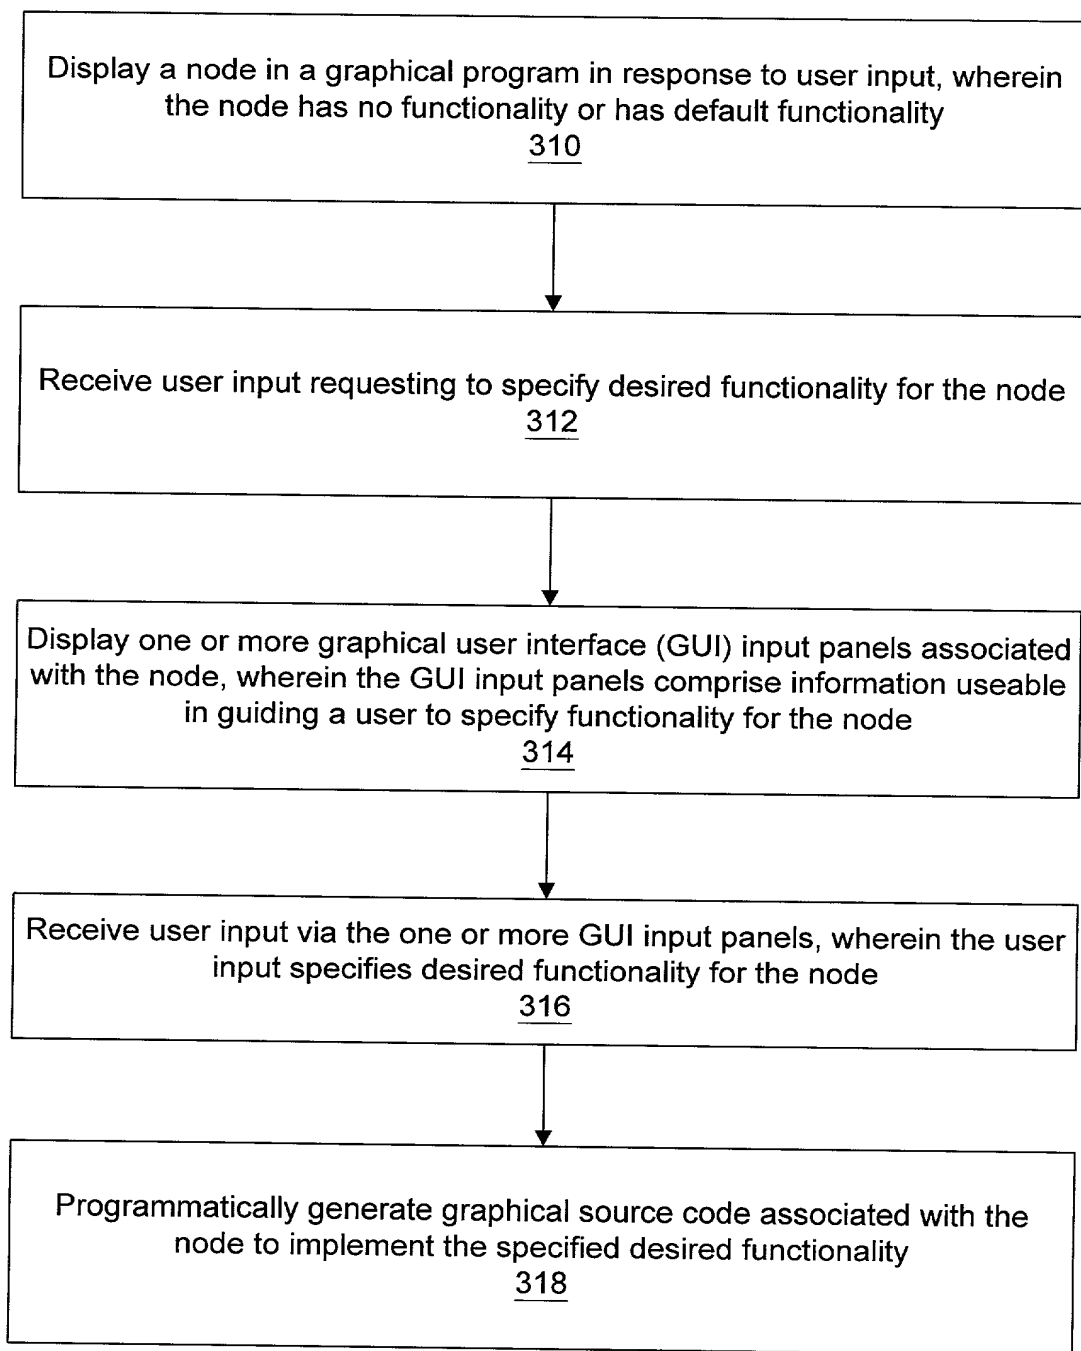 Display a node in a graphical program in response to user input, wherein
the node has no functionality or has default functionality
310
Receive user input requesting to specify desired functionality for the node
312
Display one or more graphical user interface (GUI) input panels associated
with the node, wherein the GUI input panels comprise information useable
in guiding a user to specify functionality for the node
314
Receive user input via the one or more GUI input panels, wherein the user
input specifies desired functionality for the node
316
Programmatically generate graphical source code associated with the
node to implement the specified desired functionality
318